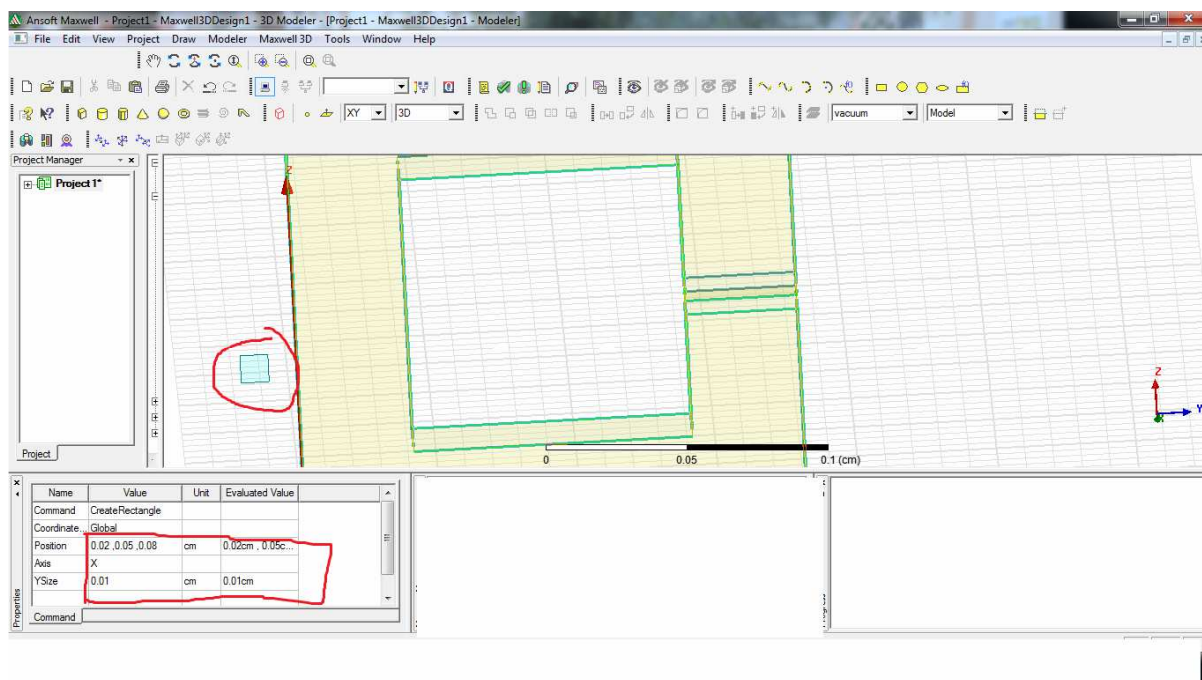 Ansoft Maxwell - Project1 - Maxwell3DDesign1 - 3D Modeler - [Project1 - Maxwell3DDesign1 - Modeler]
File Edit View Project Draw Modeler Maxwell 3D Tools Window Help
XY 3D vacuum Model
Project Manager
Project1*
Z
Z
Y
Project
0 0.05 0.1 (cm)
Name Value Unit Evaluated Value
Command CreateRectangle
Coordinate... Global
Position 0.02 ,0.05 ,0.08 cm 0.02cm , 0.05c...
Axis X
YSize 0.01 cm 0.01cm
Command
Properties